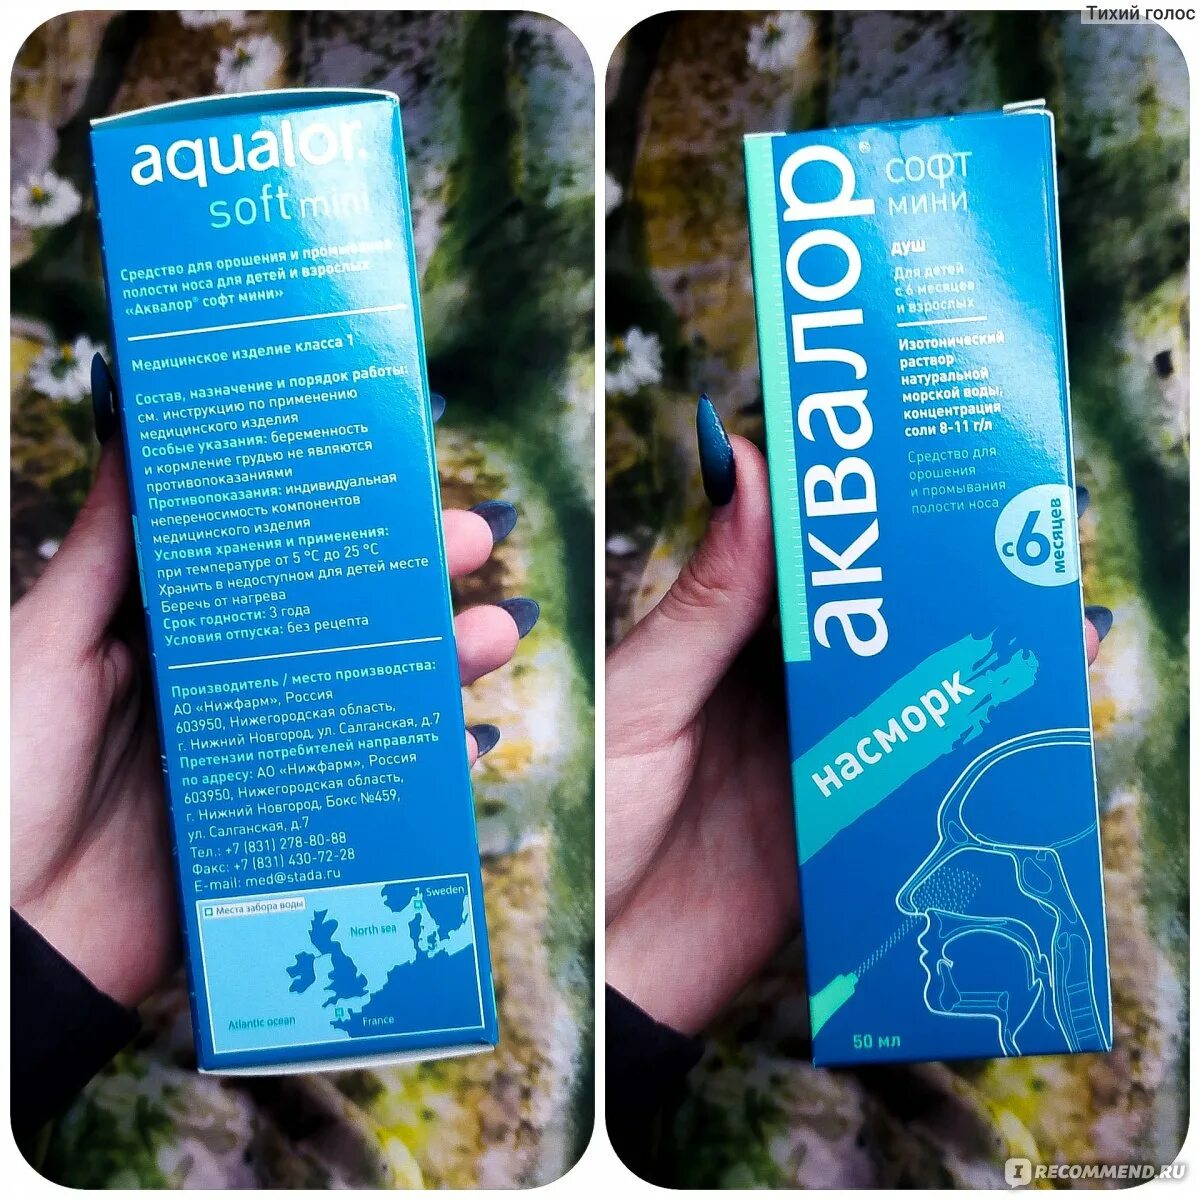 Тихий голос
aqualor
soft mini
Средство для орошения и промывания
полости носа для детей и взрослых
«Аквалор® софт мини»
Медицинское изделие класса 1
Состав, назначение и порядок работы:
см. инструкцию по применению
медицинского изделия
Особые указания: беременность
и кормление грудью не являются
противопоказаниями
Противопоказания: индивидуальная
непереносимость компонентов
медицинского изделия
Условия хранения и применения:
при температуре от 5 °С до 25 °С
Хранить в недоступном для детей месте
Беречь от нагрева
Срок годности: 3 года
Условия отпуска: без рецепта
Производитель / место производства:
АО «Нижфарм», Россия
603950, Нижегородская область,
г. Нижний Новгород, ул. Салганская, д.7
Претензии потребителей направлять
по адресу: АО «Нижфарм», Россия
603950, Нижегородская область,
г. Нижний Новгород, Бокс №459,
ул. Салганская, д.7
Тел.: +7 (831) 278-80-88
Факс: +7 (831) 430-72-28
E-mail: med@stada.ru
Места забора воды
Sweden
North sea
Atlantic ocean
France
аквалор®
софт
мини
душ
Для детей
с 6 месяцев
и взрослых
Изотонический
раствор
натуральной
морской воды,
концентрация
соли 8-11 г/л
Средство для
орошения
и промывания
полости носа
с 6 месяцев
насморк
50 мл
IRECOMMEND.RU